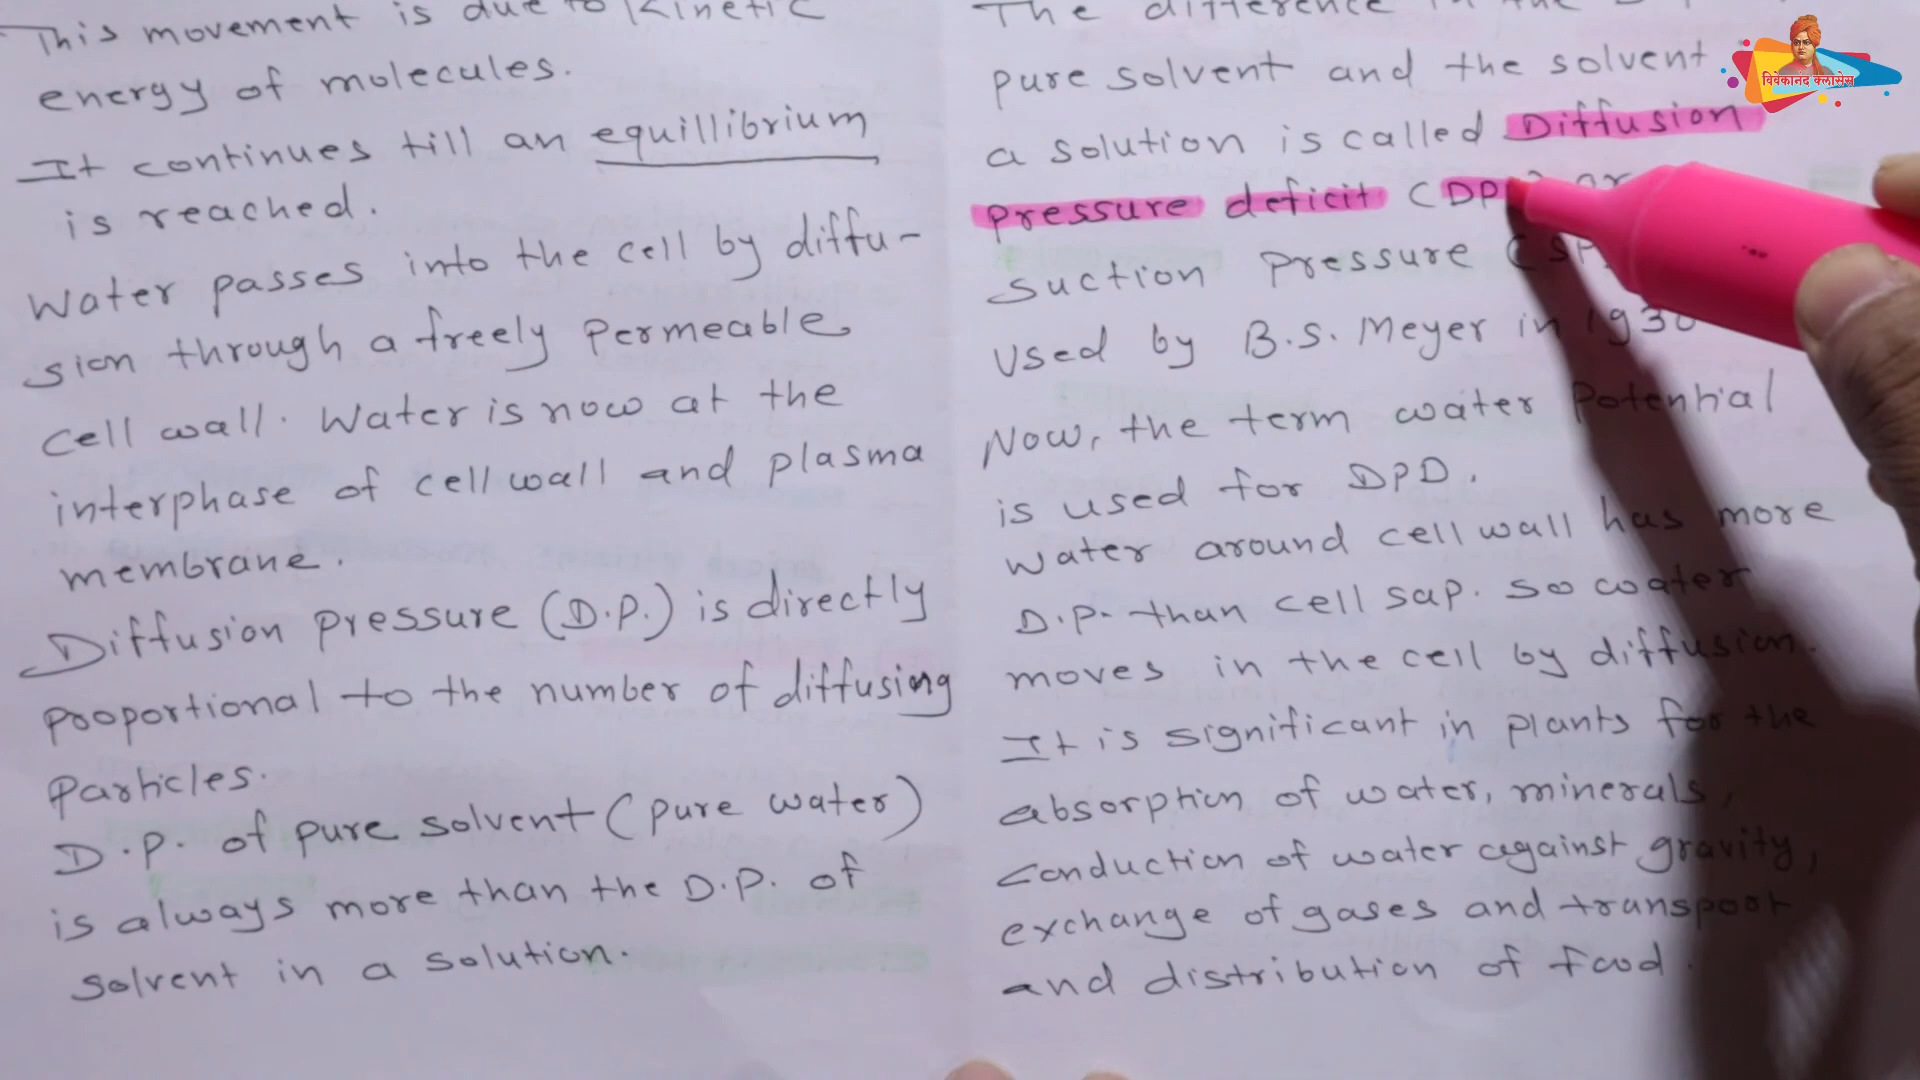 This movement is due to Kinetic
energy of molecules.
It continues till an equillibrium
is reached.
Water passes into the cell by diffu-
sion through a freely permeable
cell wall. Water is now at the
interphase of cell wall and plasma
membrane.
Diffusion pressure (D.P.) is directly
proportional to the number of diffusing
particles.
D.P. of pure solvent (pure water)
is always more than the D.P. of
solvent in a solution.
The difference in the
pure solvent and the solvent
a solution is called Diffusion
pressure deficit (DPD) or
suction pressure (SP)
Used by B.S. Meyer in 1938
Now, the term water potential
is used for DPD.
Water around cell wall has more
D.P. than cell sap. So water
moves in the cell by diffusion.
It is significant in plants for the
absorption of water, minerals,
conduction of water against gravity,
exchange of gases and transport
and distribution of food.
विवेकानंद क्लासेस